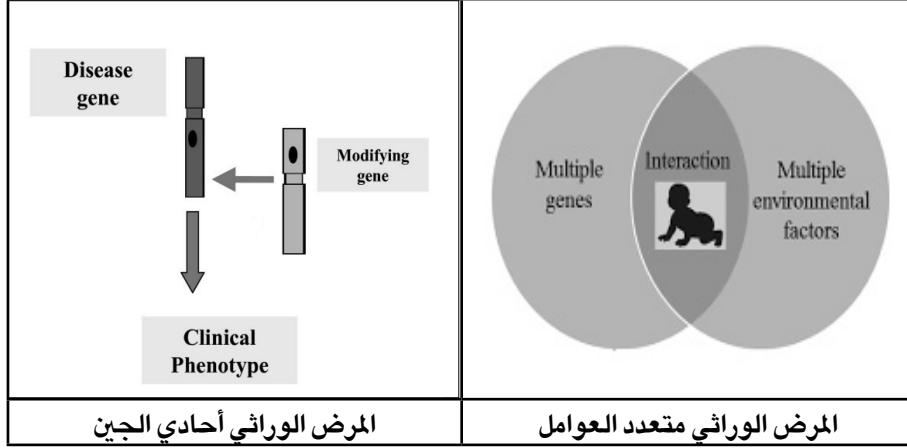 Disease
gene
Modifying
gene
Clinical
Phenotype
Multiple
genes
Interaction
Multiple
environmental
factors
المرض الوراثي أحادي الجين
المرض الوراثي متعدد العوامل